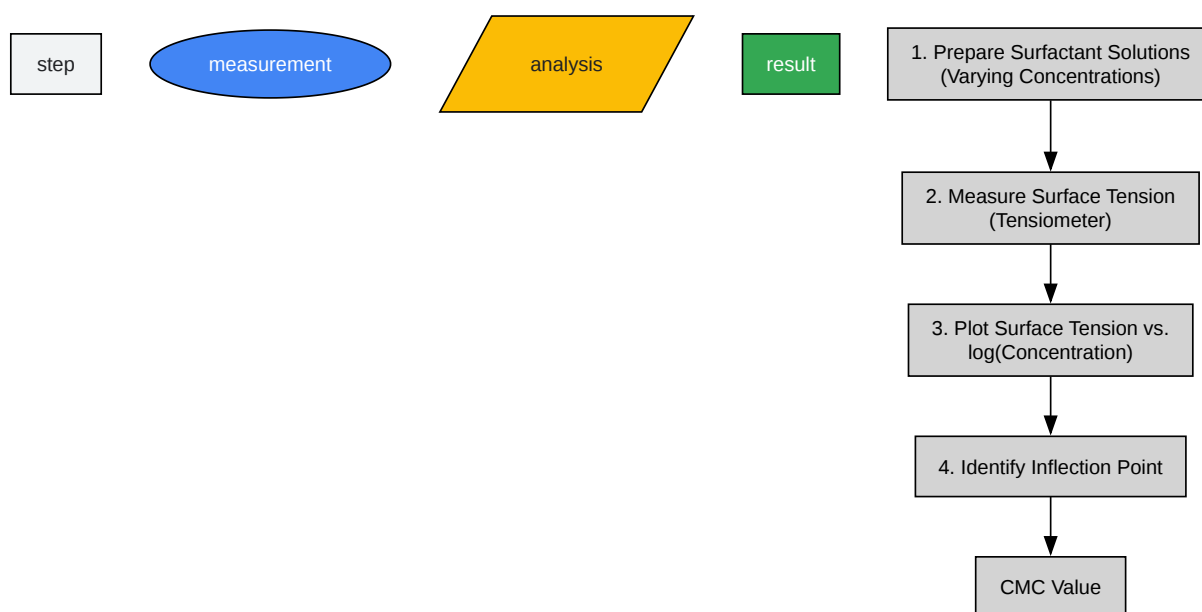 step
measurement
analysis
result
1. Prepare Surfactant Solutions
(Varying Concentrations)
2. Measure Surface Tension
(Tensiometer)
3. Plot Surface Tension vs.
log(Concentration)
4. Identify Inflection Point
CMC Value